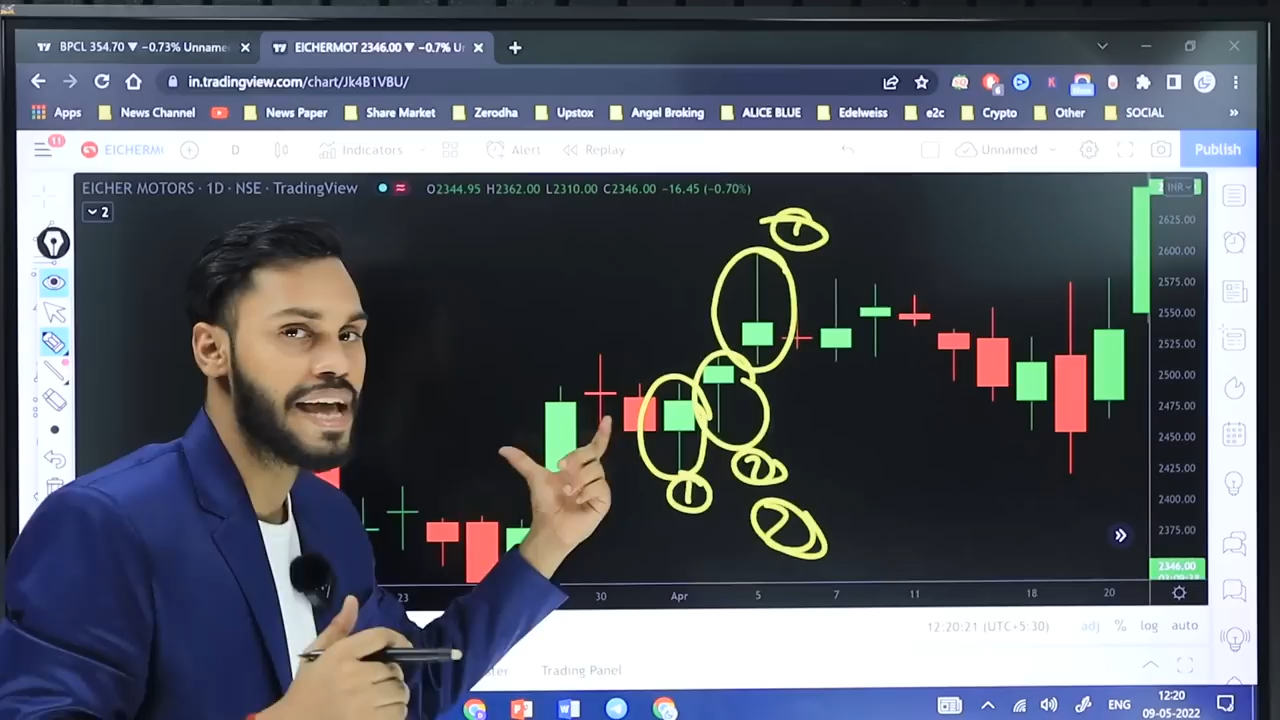 BPCL 354.70 ▼ −0.73% Unname
EICHERMOT 2346.00 ▼ −0.7% U
in.tradingview.com/chart/Jk4B1VBU/
Apps News Channel News Paper Share Market Zerodha Upstox Angel Broking ALICE BLUE Edelweiss e2c Crypto Other SOCIAL »
11 EICHERM D Indicators Alert Replay Unnamed Publish
EICHER MOTORS · 1D · NSE · TradingView O2344.95 H2362.00 L2310.00 C2346.00 −16.45 (−0.70%)
INR
2
2625.00
2600.00
2575.00
2550.00
2525.00
2500.00
2475.00
2450.00
2425.00
2400.00
2375.00
2346.00
1
1
2
2
23 30 Apr 5 7 11 18 20
12:20:21 (UTC+5:30) adj % log auto
Trading Panel
ENG
12:20
09-05-2022